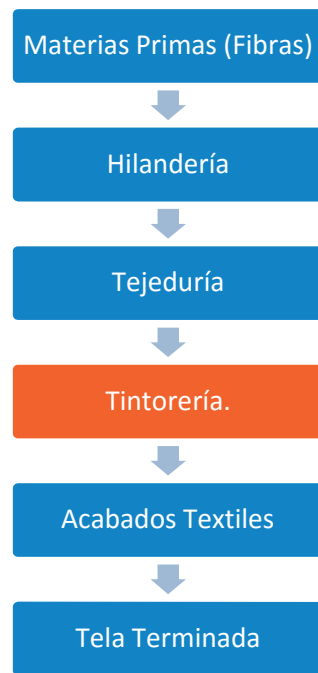 Materias Primas (Fibras)
Hilandería
Tejeduría
Tintorería.
Acabados Textiles
Tela Terminada